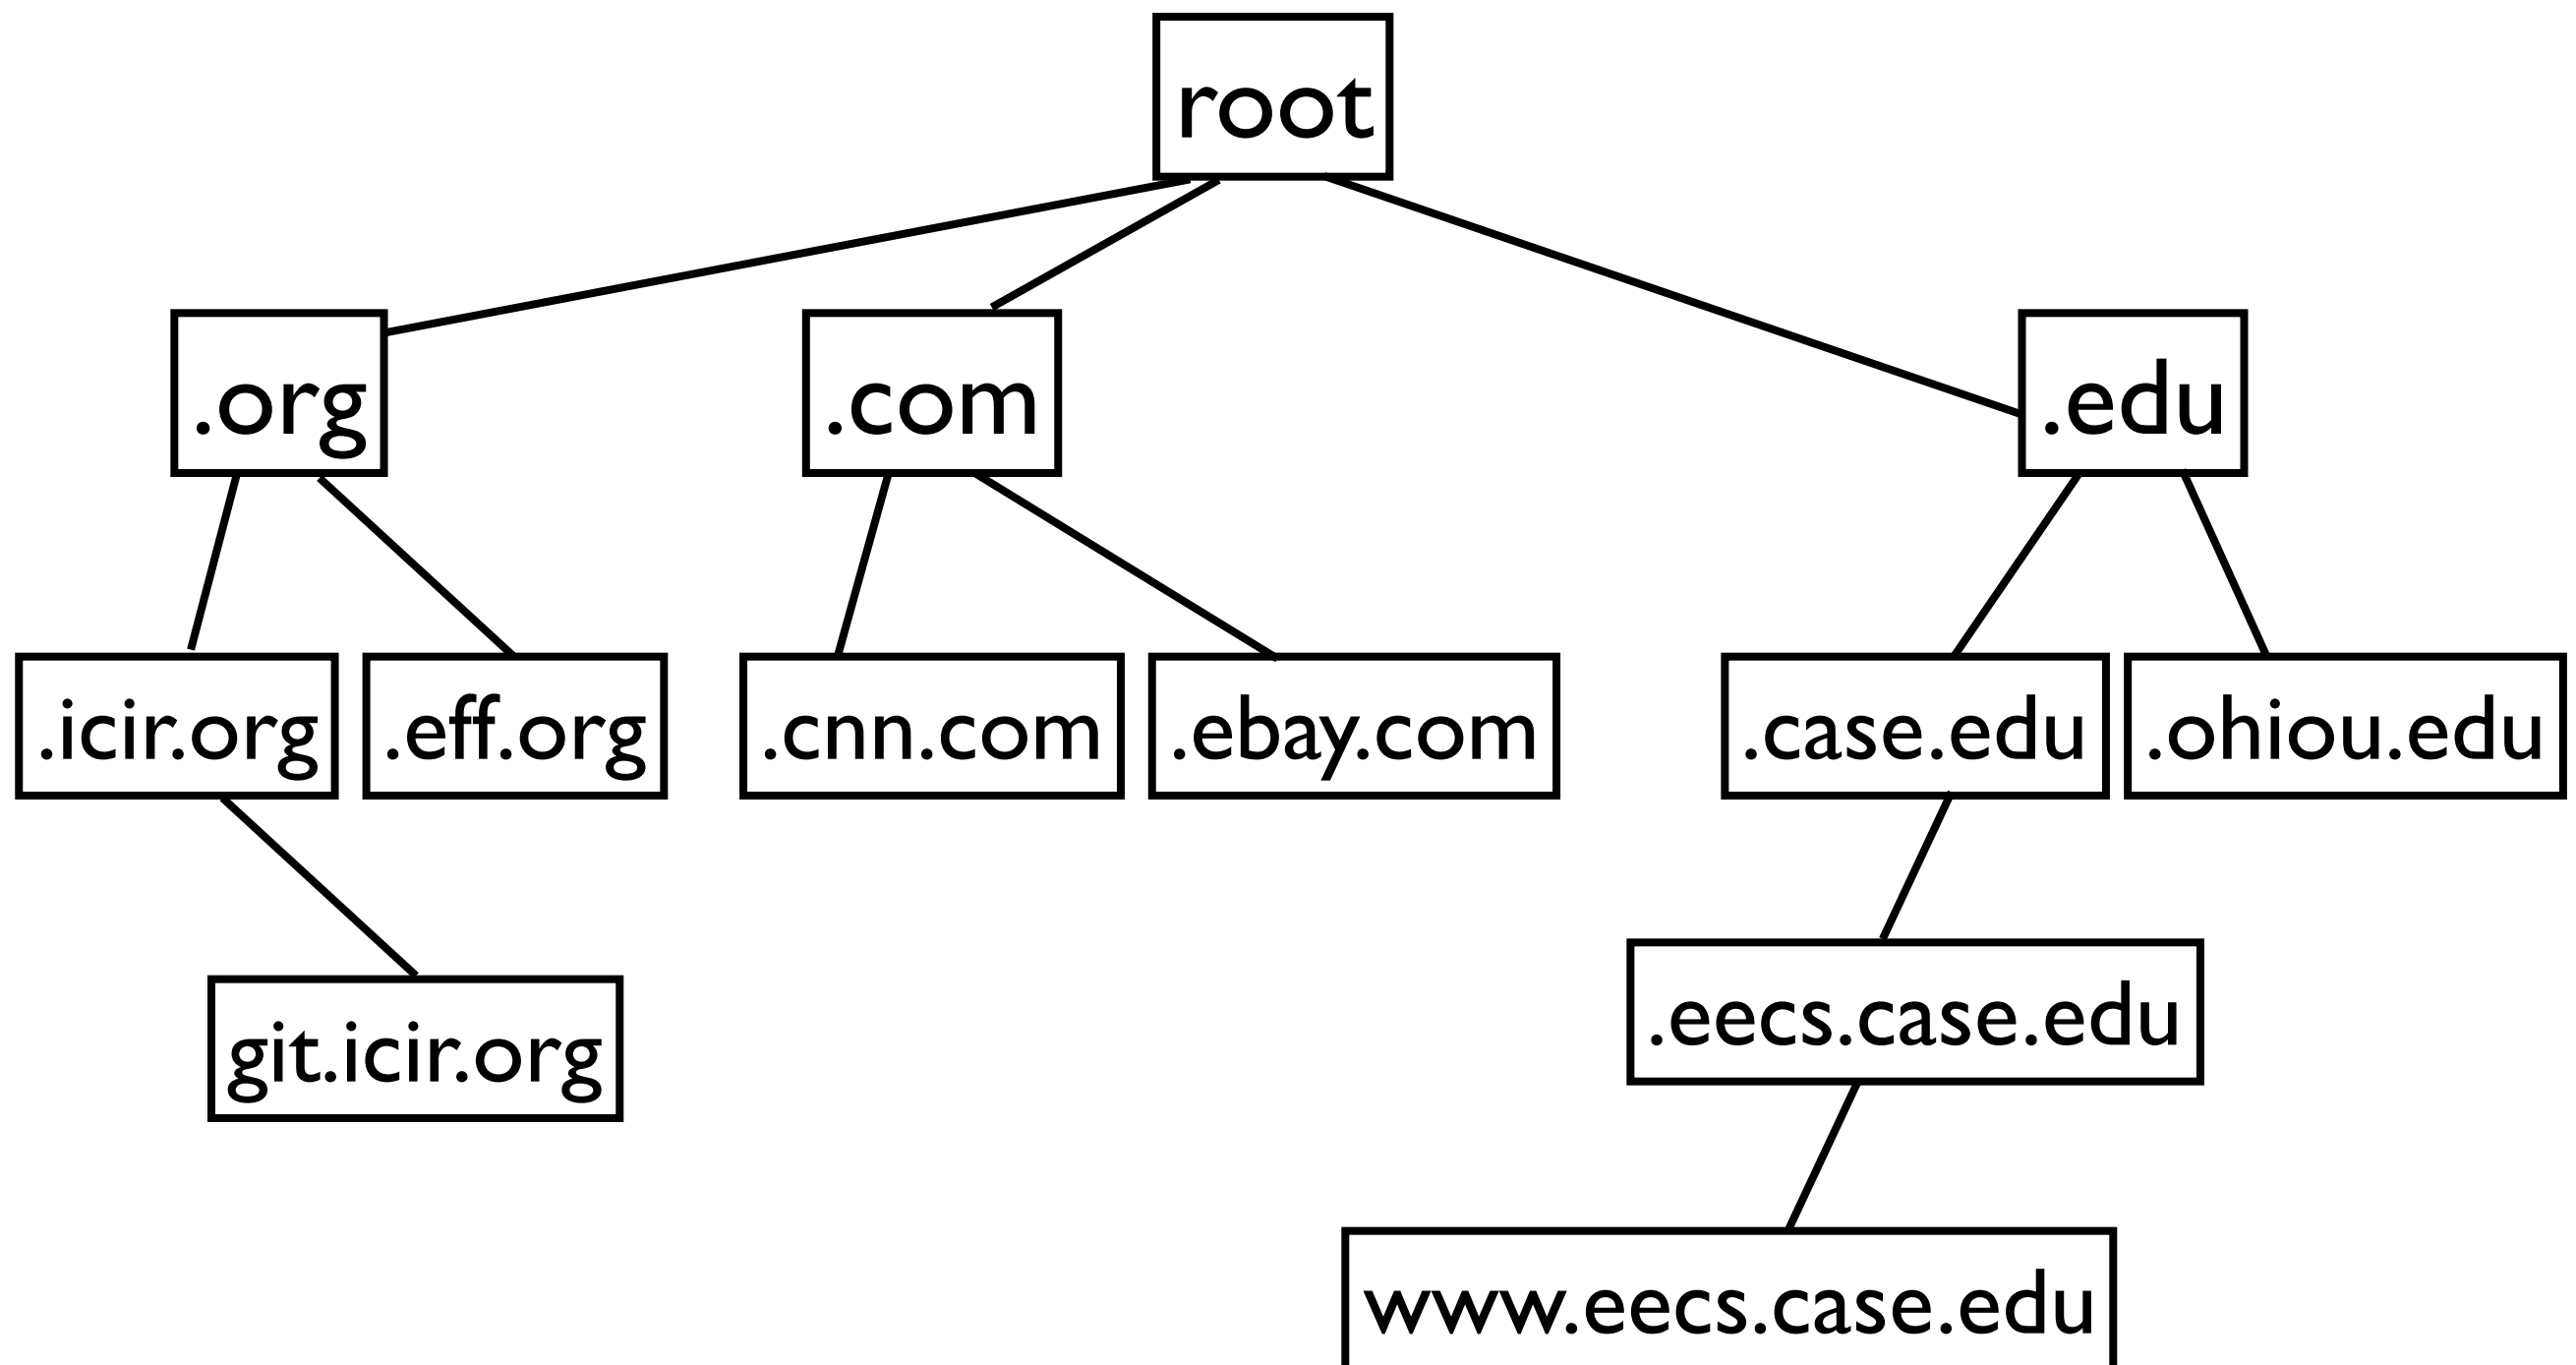 root
.org
.com
.edu
.icir.org
.eff.org
.cnn.com
.ebay.com
.case.edu
.ohiou.edu
.eecs.case.edu
git.icir.org
www.eecs.case.edu